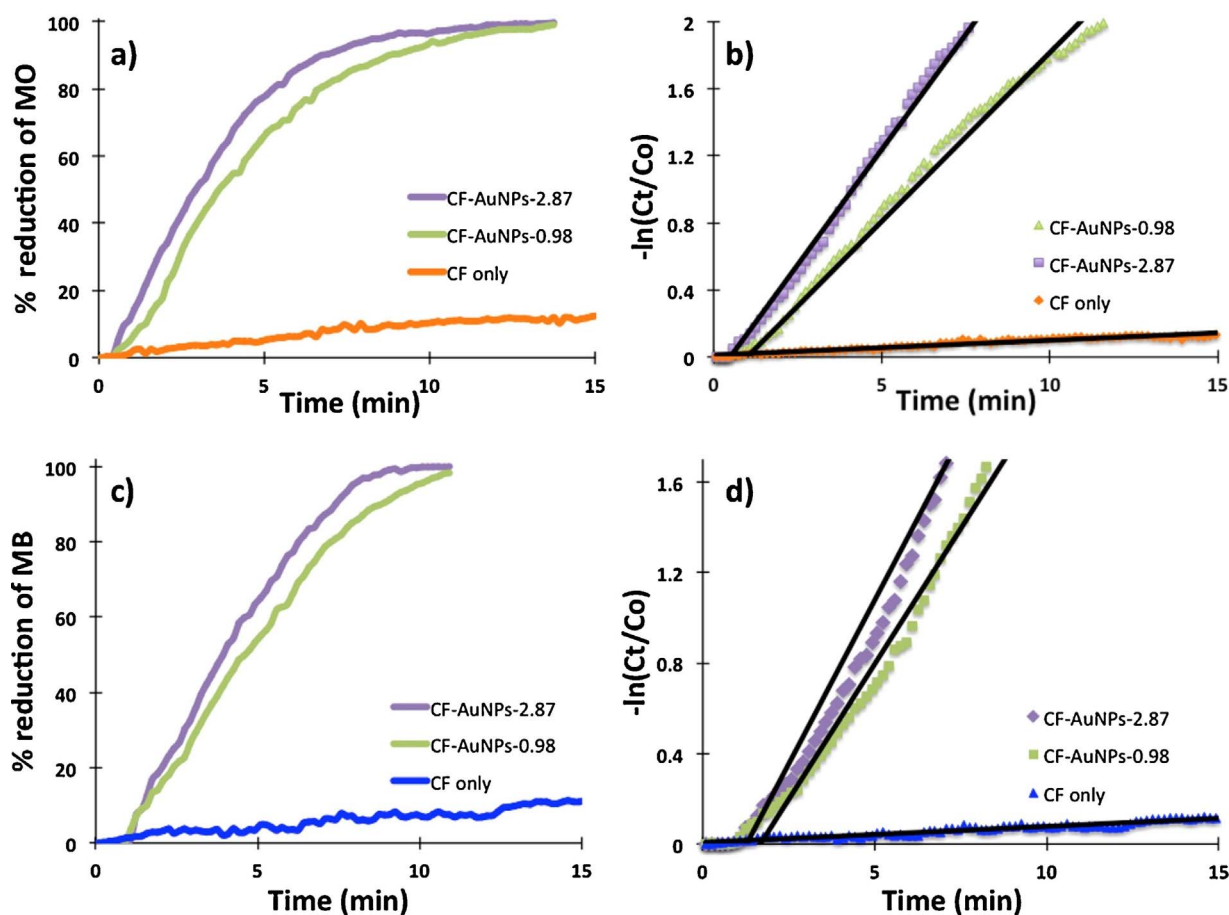 a)
% reduction of MO
100
80
60
40
20
0
CF-AuNPs-2.87
CF-AuNPs-0.98
CF only
0 5 10 15
Time (min)
b)
-ln(Ct/Co)
2
1.6
1.2
0.8
0.4
0
CF-AuNPs-0.98
CF-AuNPs-2.87
CF only
0 5 10 15
Time (min)
c)
% reduction of MB
100
80
60
40
20
0
CF-AuNPs-2.87
CF-AuNPs-0.98
CF only
0 5 10 15
Time (min)
d)
-ln(Ct/Co)
1.6
1.2
0.8
0.4
0
CF-AuNPs-2.87
CF-AuNPs-0.98
CF only
0 5 10 15
Time (min)